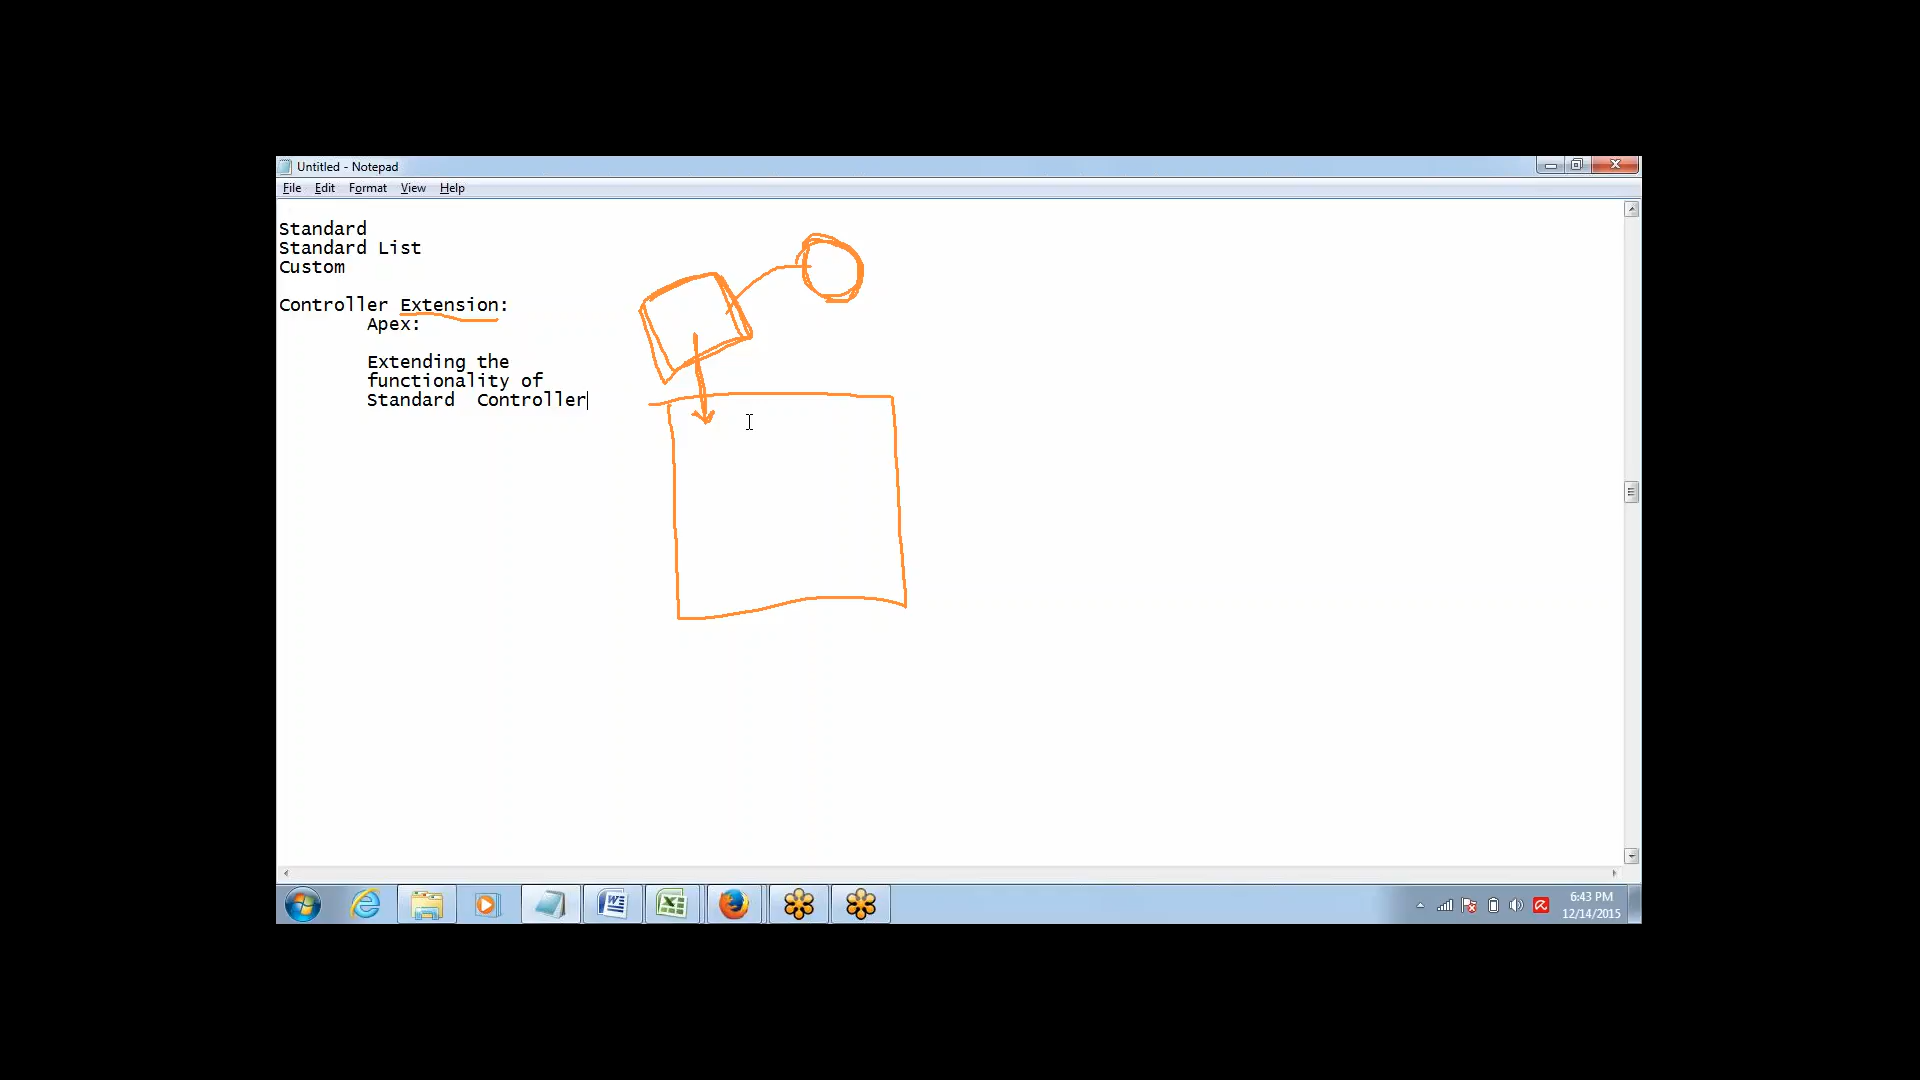 Untitled - Notepad
File Edit Format View Help
Standard
Standard List
Custom
Controller Extension:
Apex:
Extending the
functionality of
Standard  Controller
6:43 PM
12/14/2015